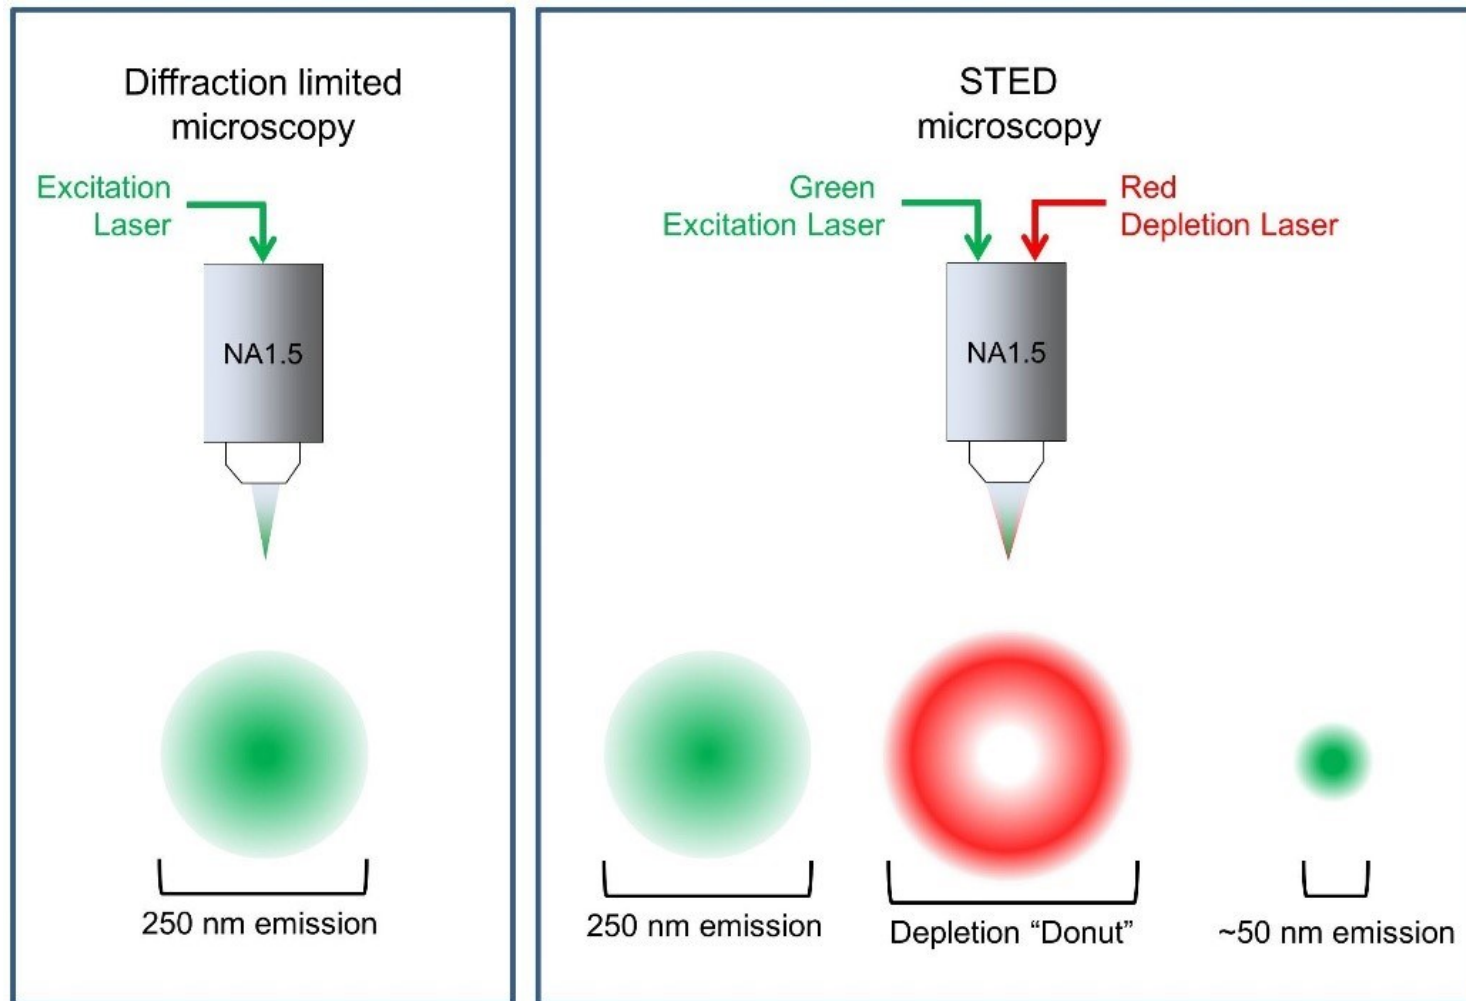 Diffraction limited
microscopy
Excitation
Laser
NA1.5
250 nm emission
STED
microscopy
Green
Excitation Laser
Red
Depletion Laser
NA1.5
250 nm emission
Depletion “Donut”
~50 nm emission